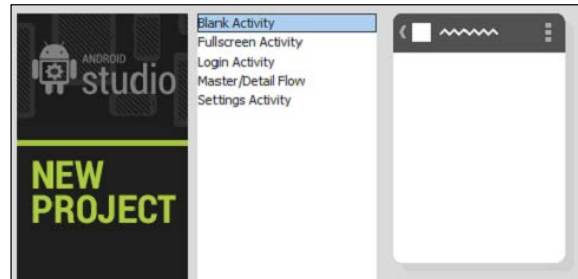 ANDROID
studio
NEW
PROJECT
Blank Activity
Fullscreen Activity
Login Activity
Master/Detail Flow
Settings Activity